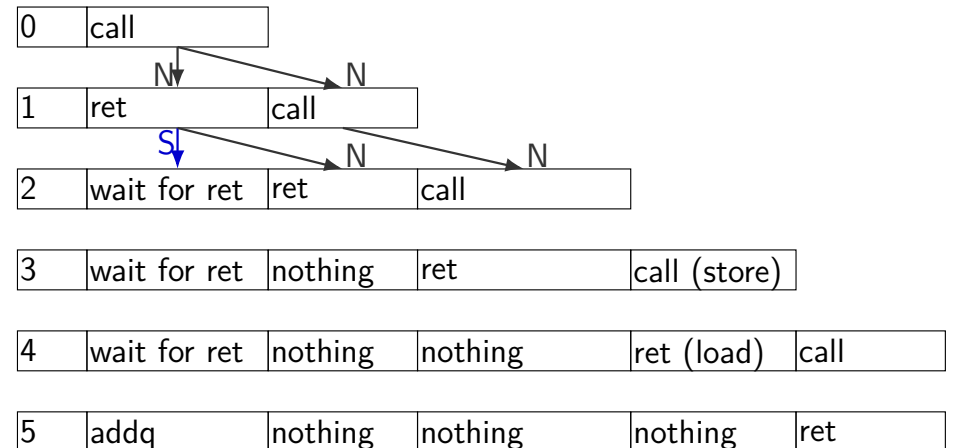 0 call
N N
1 ret call
S N N
2 wait for ret ret call
3 wait for ret nothing ret call (store)
4 wait for ret nothing nothing ret (load) call
5 addq nothing nothing nothing ret